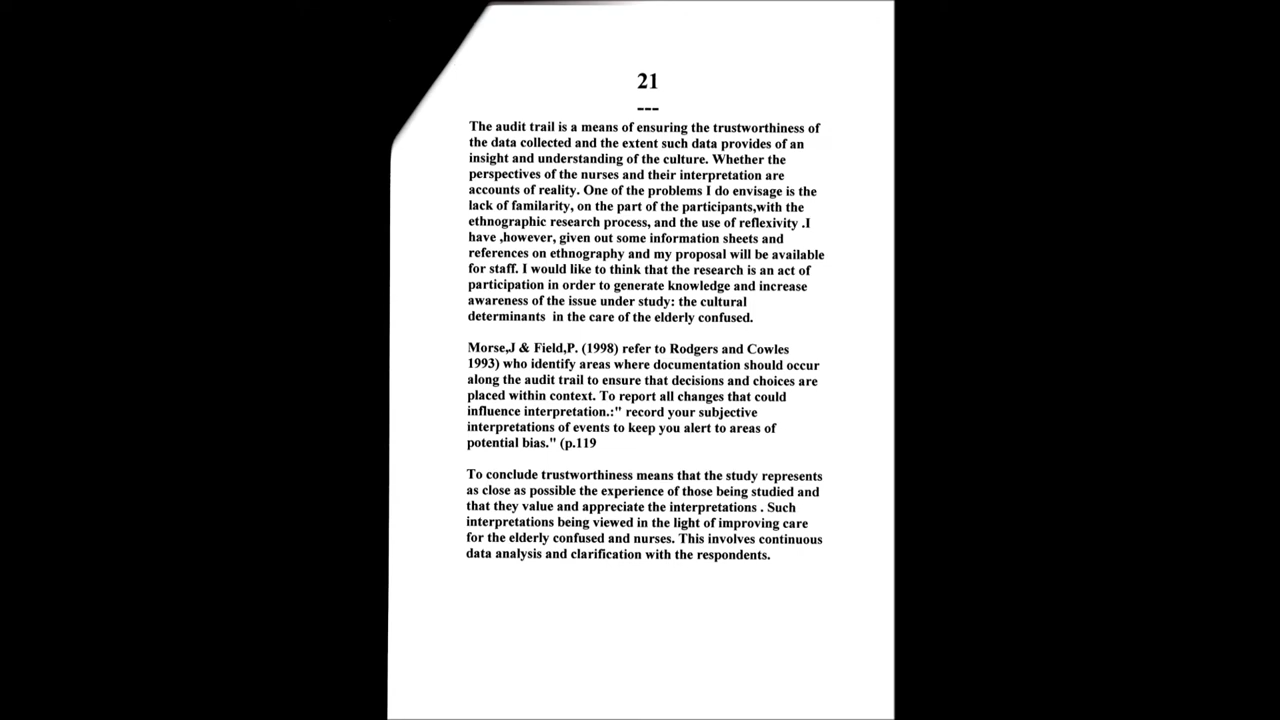 21
---
The audit trail is a means of ensuring the trustworthiness of
the data collected and the extent such data provides of an
insight and understanding of the culture. Whether the
perspectives of the nurses and their interpretation are
accounts of reality. One of the problems I do envisage is the
lack of familarity, on the part of the participants,with the
ethnographic research process, and the use of reflexivity .I
have ,however, given out some information sheets and
references on ethnography and my proposal will be available
for staff. I would like to think that the research is an act of
participation in order to generate knowledge and increase
awareness of the issue under study: the cultural
determinants  in the care of the elderly confused.
Morse,J & Field,P. (1998) refer to Rodgers and Cowles
1993) who identify areas where documentation should occur
along the audit trail to ensure that decisions and choices are
placed within context. To report all changes that could
influence interpretation.:" record your subjective
interpretations of events to keep you alert to areas of
potential bias." (p.119
To conclude trustworthiness means that the study represents
as close as possible the experience of those being studied and
that they value and appreciate the interpretations . Such
interpretations being viewed in the light of improving care
for the elderly confused and nurses. This involves continuous
data analysis and clarification with the respondents.